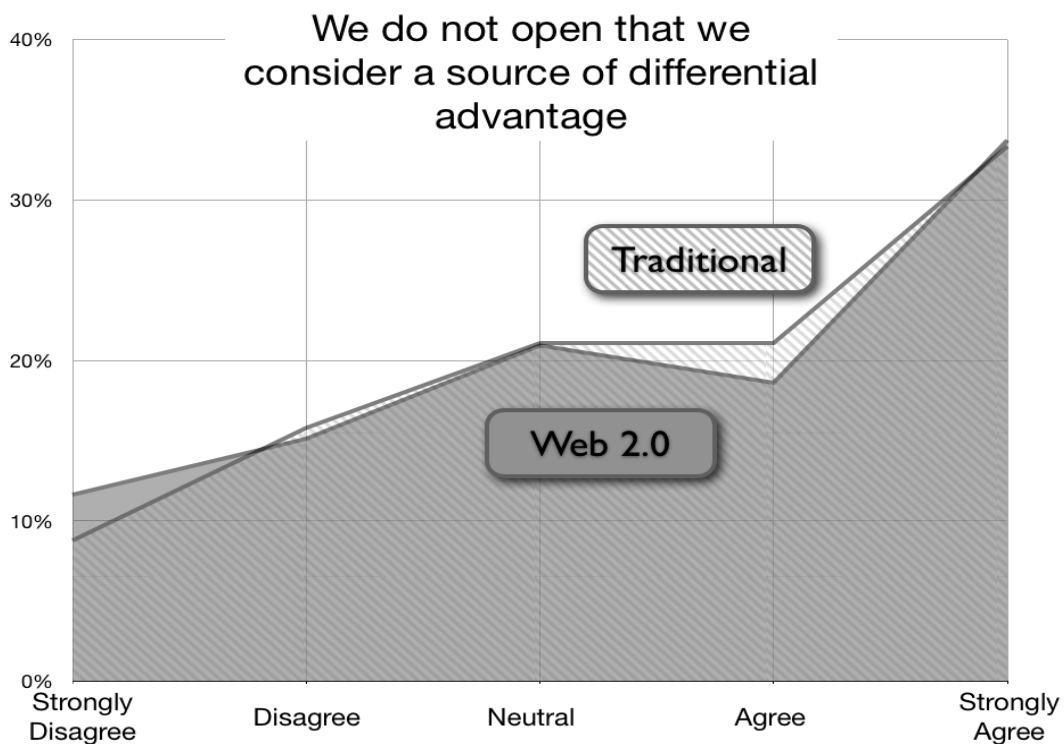 We do not open that we
consider a source of differential
advantage
40%
30%
20%
10%
0%
Traditional
Web 2.0
Strongly
Disagree
Disagree
Neutral
Agree
Strongly
Agree